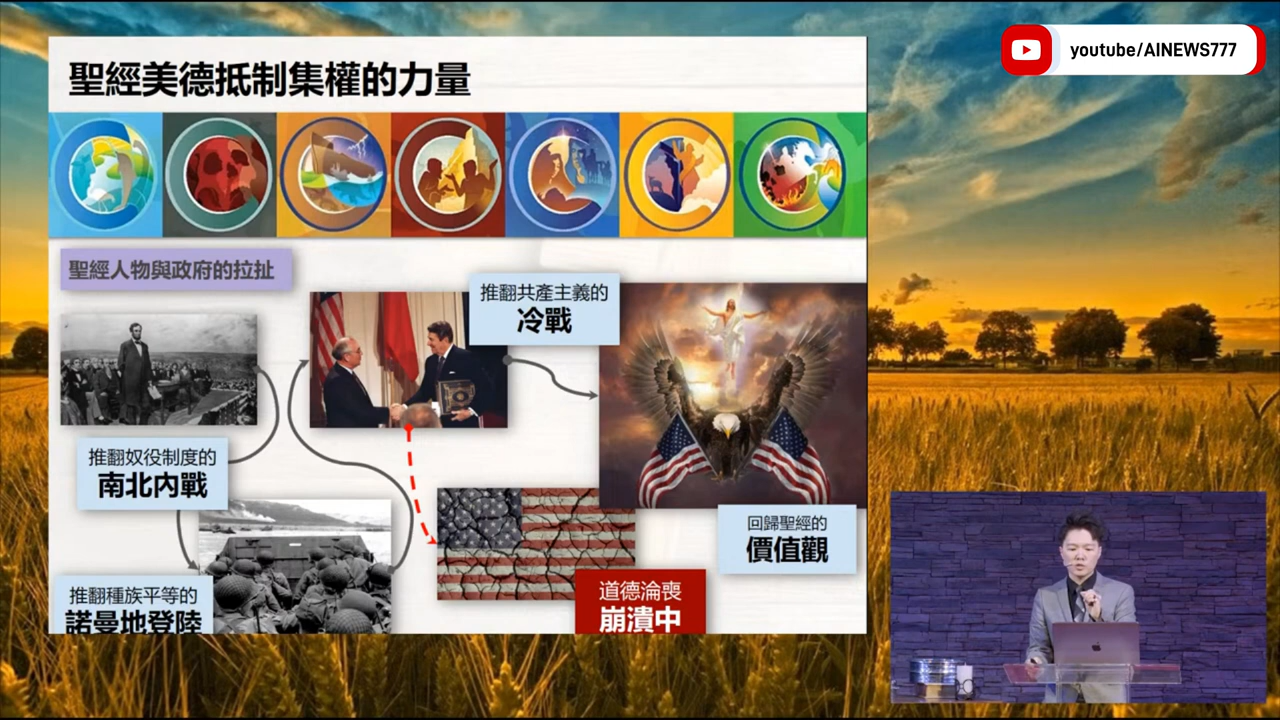 youtube/AINEWS777
聖經美德抵制集權的力量
聖經人物與政府的拉扯
推翻共產主義的
冷戰
推翻奴役制度的
南北內戰
回歸聖經的
價值觀
推翻種族平等的
諾曼地登陸
道德淪喪
崩潰中